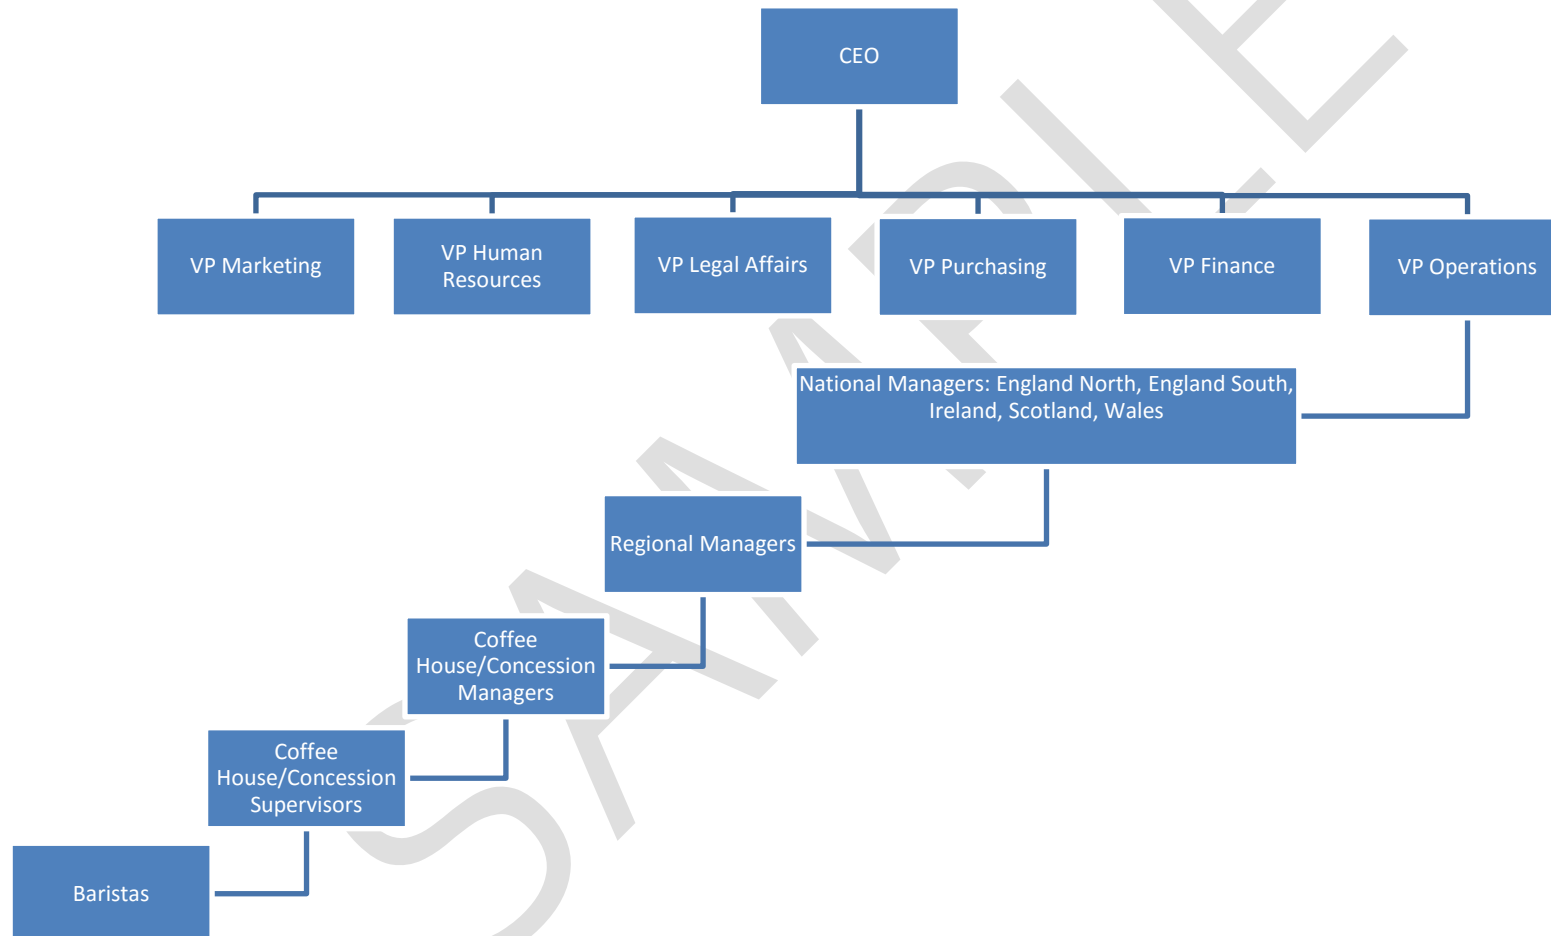 CEO
VP Marketing
VP Human
Resources
VP Legal Affairs
VP Purchasing
VP Finance
VP Operations
National Managers: England North, England South,
Ireland, Scotland, Wales
Regional Managers
Coffee
House/Concession
Managers
Coffee
House/Concession
Supervisors
Baristas
SAMPLE